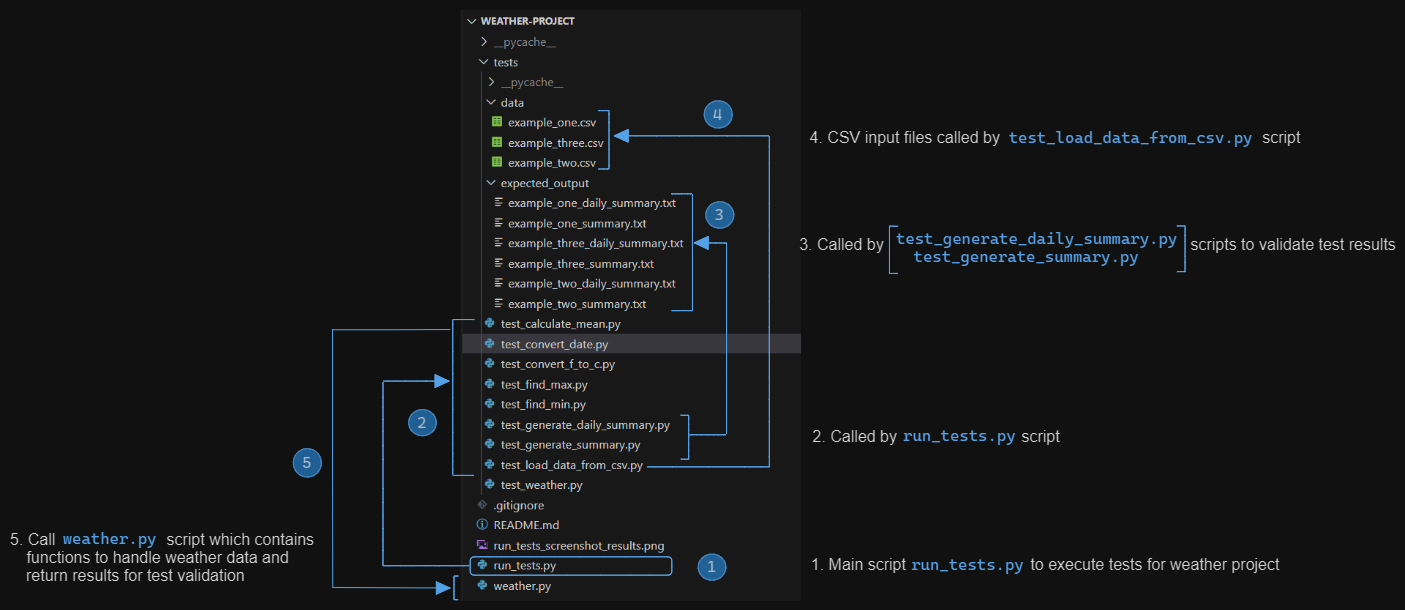 WEATHER-PROJECT
__pycache__
tests
__pycache__
data
example_one.csv
example_three.csv
example_two.csv
expected_output
example_one_daily_summary.txt
example_one_summary.txt
example_three_daily_summary.txt
example_three_summary.txt
example_two_daily_summary.txt
example_two_summary.txt
test_calculate_mean.py
test_convert_date.py
test_convert_f_to_c.py
test_find_max.py
test_find_min.py
test_generate_daily_summary.py
test_generate_summary.py
test_load_data_from_csv.py
test_weather.py
.gitignore
README.md
run_tests_screenshot_results.png
run_tests.py
weather.py
4
3
2
5
1
4. CSV input files called by test_load_data_from_csv.py script
3. Called by test_generate_daily_summary.py scripts to validate test results
test_generate_summary.py
2. Called by run_tests.py script
5. Call weather.py script which contains
functions to handle weather data and
return results for test validation
1. Main script run_tests.py to execute tests for weather project